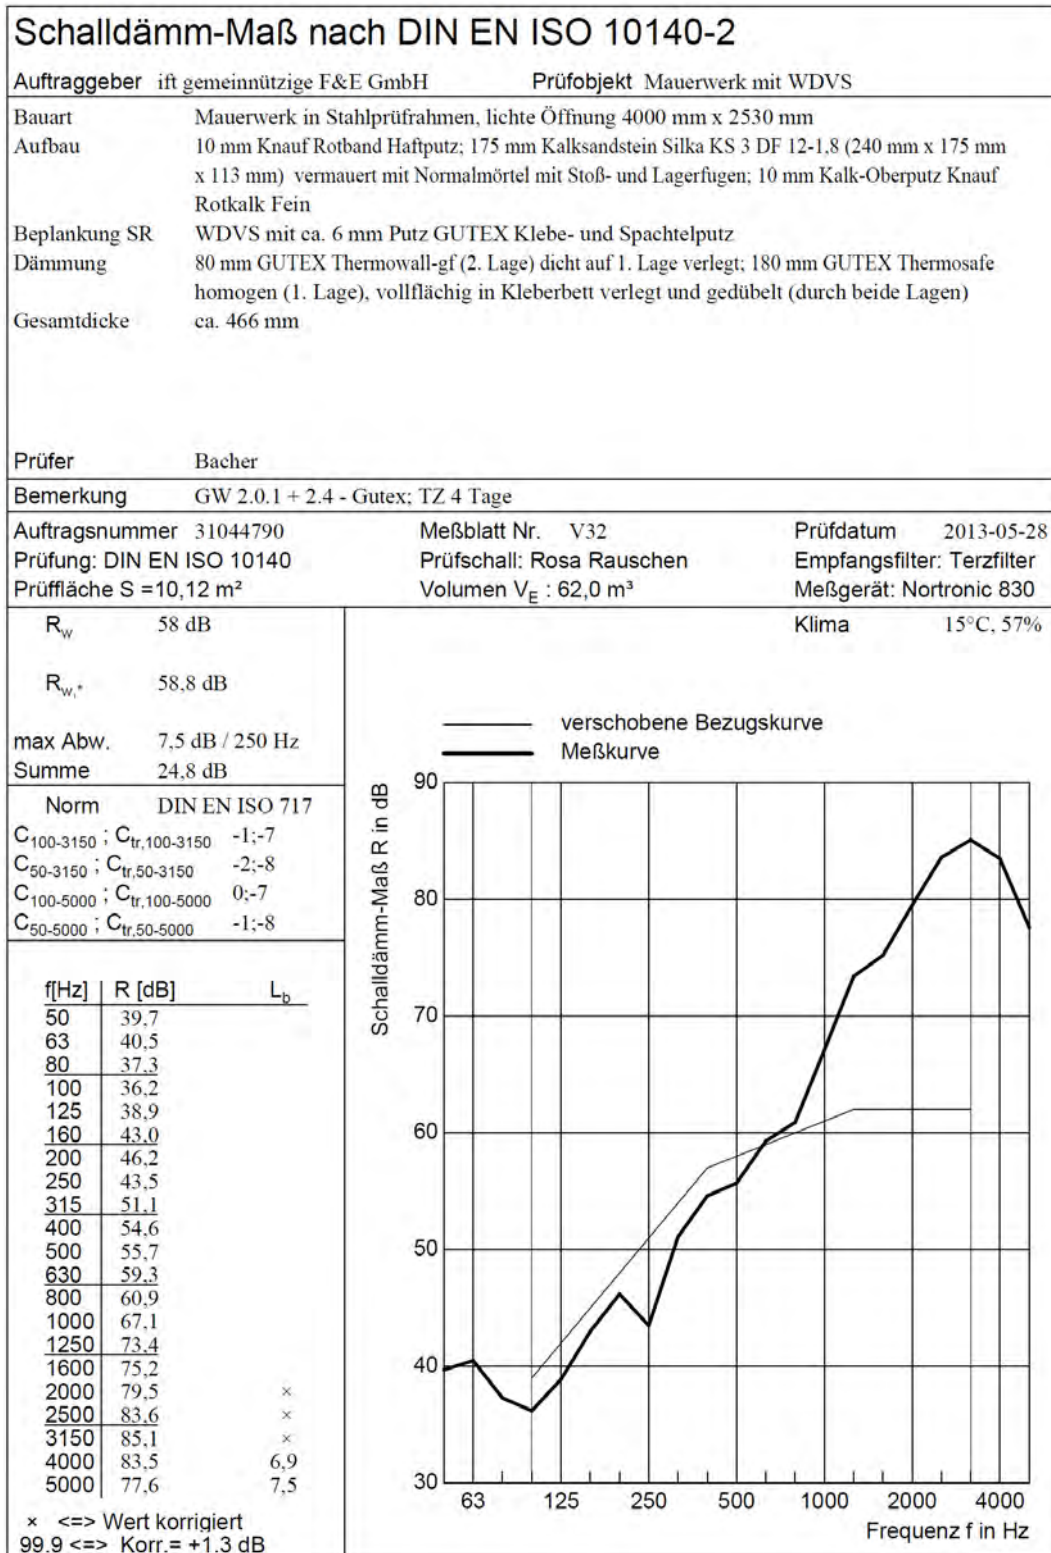 Schalldämm-Maß nach DIN EN ISO 10140-2
Auftraggeber ift gemeinnützige F&E GmbH Prüfobjekt Mauerwerk mit WDVS
Bauart Mauerwerk in Stahlprüfrahmen, lichte Öffnung 4000 mm x 2530 mm
Aufbau 10 mm Knauf Rotband Haftputz; 175 mm Kalksandstein Silka KS 3 DF 12-1,8 (240 mm x 175 mm
x 113 mm) vermauert mit Normalmörtel mit Stoß- und Lagerfugen; 10 mm Kalk-Oberputz Knauf
Rotkalk Fein
Beplankung SR WDVS mit ca. 6 mm Putz GUTEX Klebe- und Spachtelputz
Dämmung 80 mm GUTEX Thermowall-gf (2. Lage) dicht auf 1. Lage verlegt; 180 mm GUTEX Thermosafe
homogen (1. Lage), vollflächig in Kleberbett verlegt und gedübelt (durch beide Lagen)
Gesamtdicke ca. 466 mm
Prüfer Bacher
Bemerkung GW 2.0.1 + 2.4 - Gutex; TZ 4 Tage
Auftragsnummer 31044790 Meßblatt Nr. V32 Prüfdatum 2013-05-28
Prüfung: DIN EN ISO 10140 Prüfschall: Rosa Rauschen Empfangsfilter: Terzfilter
Prüffläche S =10,12 m² Volumen VE : 62,0 m³ Meßgerät: Nortronic 830
Rw 58 dB
Rw,* 58,8 dB
max Abw. 7,5 dB / 250 Hz
Summe 24,8 dB
Norm DIN EN ISO 717
C100-3150 ; Ctr,100-3150 -1;-7
C50-3150 ; Ctr,50-3150 -2;-8
C100-5000 ; Ctr,100-5000 0;-7
C50-5000 ; Ctr,50-5000 -1;-8
f[Hz] R [dB] Lb
50 39,7
63 40,5
80 37,3
100 36,2
125 38,9
160 43,0
200 46,2
250 43,5
315 51,1
400 54,6
500 55,7
630 59,3
800 60,9
1000 67,1
1250 73,4
1600 75,2
2000 79,5 ×
2500 83,6 ×
3150 85,1 ×
4000 83,5 6,9
5000 77,6 7,5
× <=> Wert korrigiert
99,9 <=> Korr.= +1,3 dB
Klima 15°C, 57%
verschobene Bezugskurve
Meßkurve
Schalldämm-Maß R in dB
90
80
70
60
50
40
30
63 125 250 500 1000 2000 4000
Frequenz f in Hz